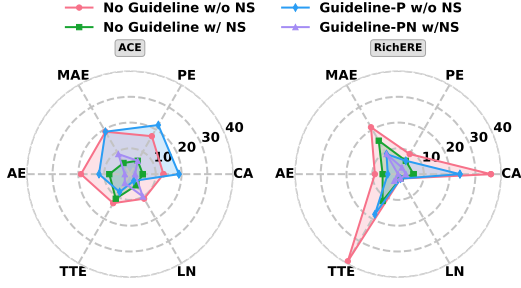 No Guideline w/o NS
Guideline-P w/o NS
No Guideline w/ NS
Guideline-PN w/NS
ACE
RichERE
MAE
PE
AE
CA
TTE
LN
10
20
30
40
MAE
PE
AE
CA
TTE
LN
10
20
30
40